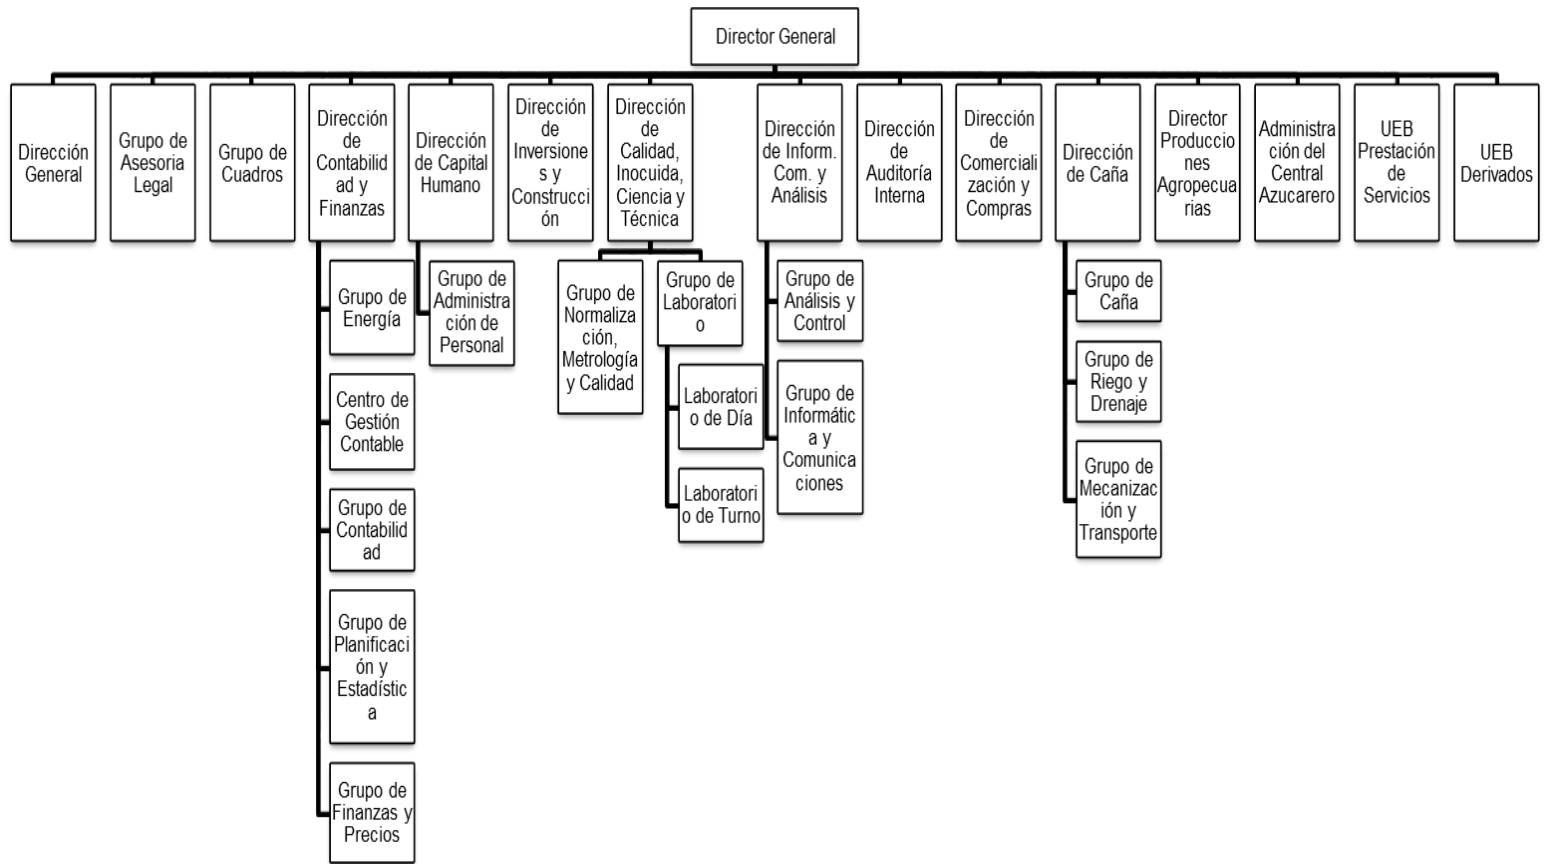 Director General
Dirección
General
Grupo de
Asesoria
Legal
Grupo de
Cuadros
Dirección
de
Contabilid
ad y
Finanzas
Dirección
de Capital
Humano
Dirección
de
Inversione
s y
Construcci
ón
Dirección
de
Calidad,
Inocuida,
Ciencia y
Técnica
Dirección
de Inform.
Com. y
Análisis
Dirección
de
Auditoría
Interna
Dirección
de
Comerciali
zación y
Compras
Dirección
de Caña
Director
Produccio
nes
Agropecua
rias
Administra
ción del
Central
Azucarero
UEB
Prestación
de
Servicios
UEB
Derivados
Grupo de
Energía
Centro de
Gestión
Contable
Grupo de
Contabilid
ad
Grupo de
Planificaci
ón y
Estadístic
a
Grupo de
Finanzas y
Precios
Grupo de
Administra
ción de
Personal
Grupo de
Normaliza
ción,
Metrología
y Calidad
Grupo de
Laboratori
o
Laboratori
o de Día
Laboratori
o de Turno
Grupo de
Análisis y
Control
Grupo de
Informátic
a y
Comunica
ciones
Grupo de
Caña
Grupo de
Riego y
Drenaje
Grupo de
Mecanizac
ión y
Transporte